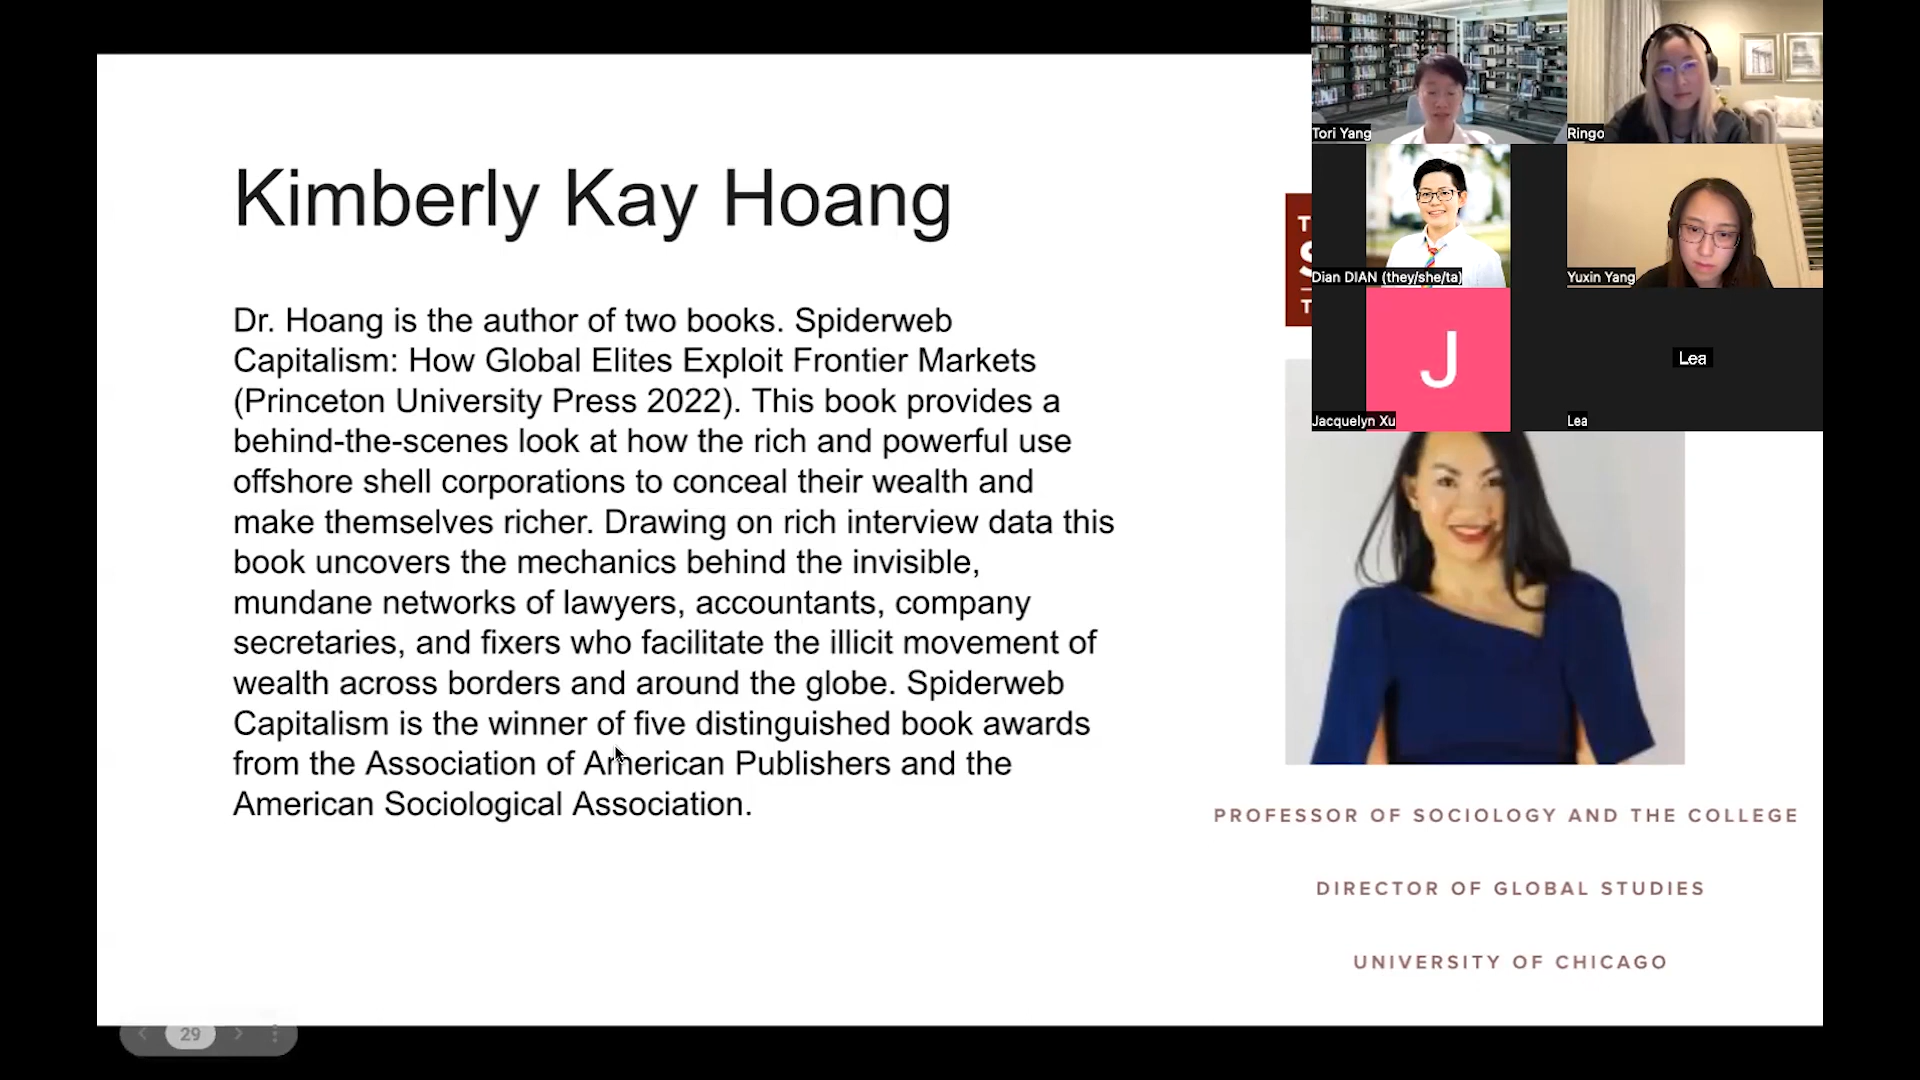 Kimberly Kay Hoang
Dr. Hoang is the author of two books. Spiderweb
Capitalism: How Global Elites Exploit Frontier Markets
(Princeton University Press 2022). This book provides a
behind-the-scenes look at how the rich and powerful use
offshore shell corporations to conceal their wealth and
make themselves richer. Drawing on rich interview data this
book uncovers the mechanics behind the invisible,
mundane networks of lawyers, accountants, company
secretaries, and fixers who facilitate the illicit movement of
wealth across borders and around the globe. Spiderweb
Capitalism is the winner of five distinguished book awards
from the Association of American Publishers and the
American Sociological Association.
Tori Yang
Ringo
Dian DIAN (they/she/ta)
Yuxin Yang
J
Lea
Jacquelyn Xu
Lea
PROFESSOR OF SOCIOLOGY AND THE COLLEGE
DIRECTOR OF GLOBAL STUDIES
UNIVERSITY OF CHICAGO
29